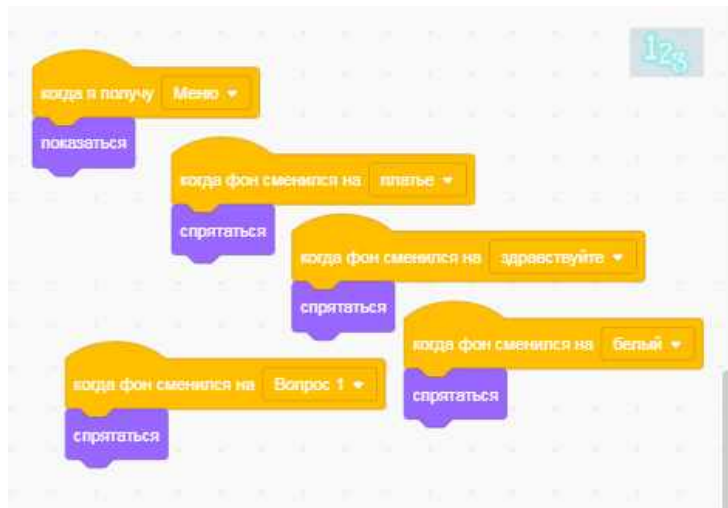 123
когда я получу Меню
показаться
когда фон сменился на платье
спрятаться
когда фон сменился на здравствуйте
спрятаться
когда фон сменился на белый
спрятаться
когда фон сменился на Вопрос 1
спрятаться